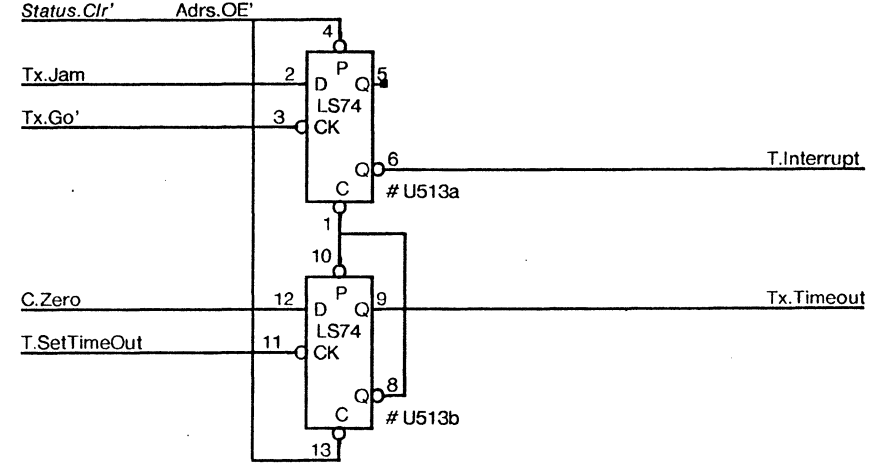 Status.Clr' Adrs.OE'
4
P
Tx.Jam 2 D Q 5
LS74
Tx.Go' 3 CK
Q 6 T.Interrupt
C # U513a
1
10
P
C.Zero 12 D Q 9 Tx.Timeout
LS74
T.SetTimeOut 11 CK
Q 8
C # U513b
13